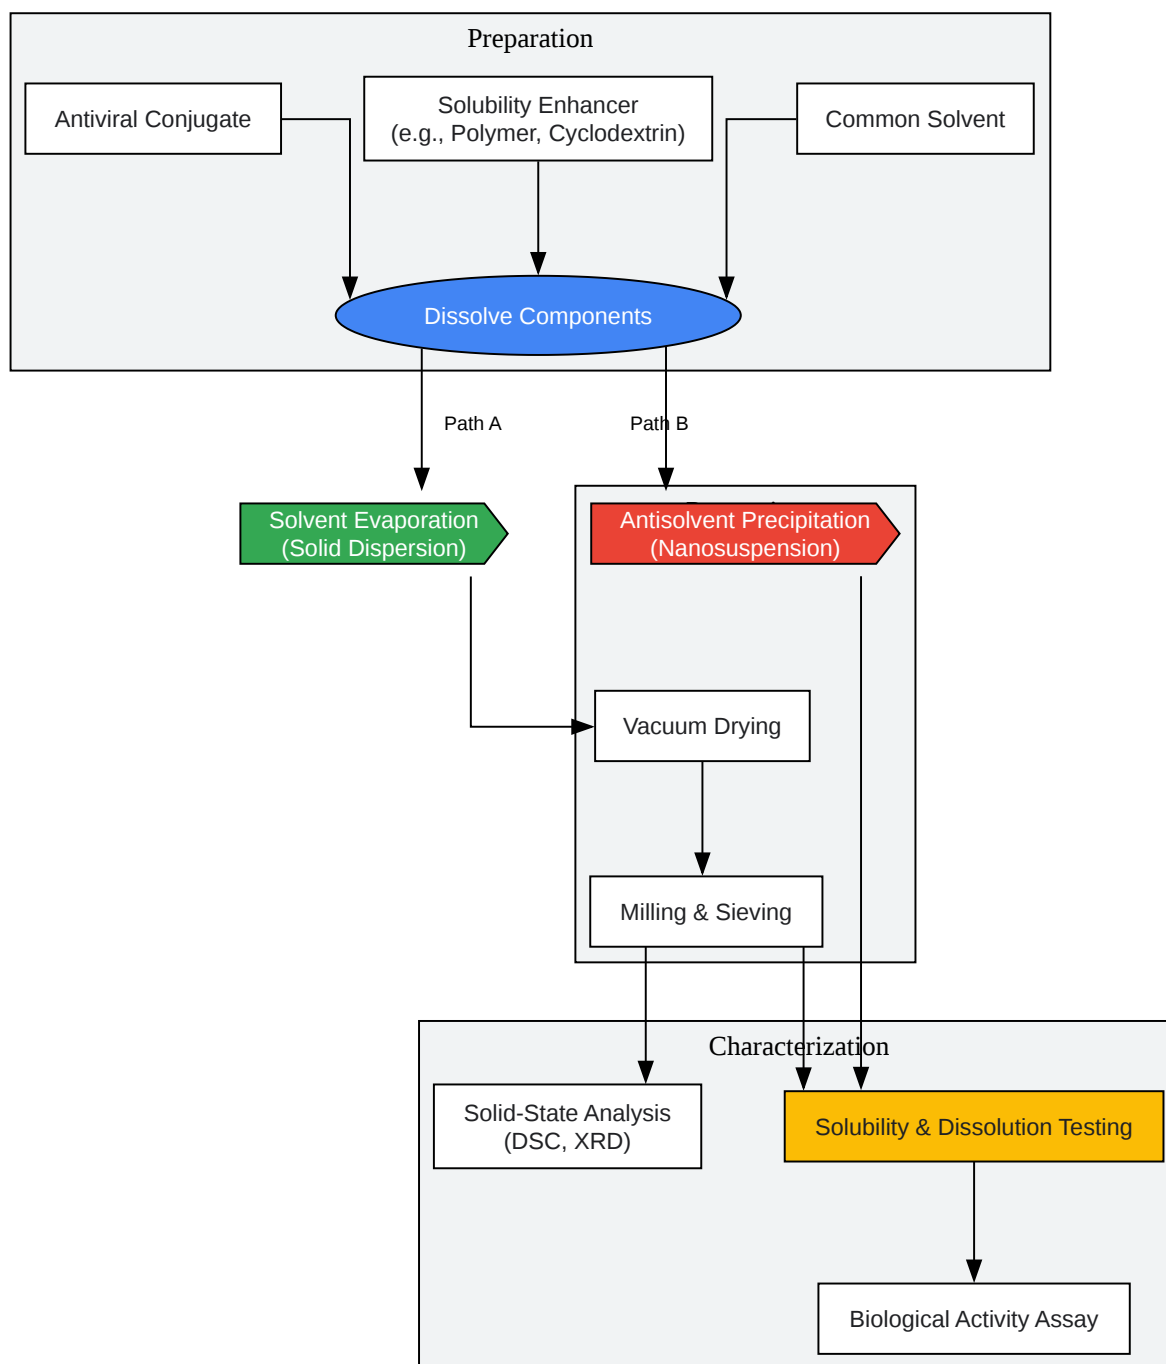 Preparation
Antiviral Conjugate
Solubility Enhancer
(e.g., Polymer, Cyclodextrin)
Common Solvent
Dissolve Components
Path A
Path B
Solvent Evaporation
(Solid Dispersion)
Antisolvent Precipitation
(Nanosuspension)
Vacuum Drying
Milling & Sieving
Characterization
Solid-State Analysis
(DSC, XRD)
Solubility & Dissolution Testing
Biological Activity Assay